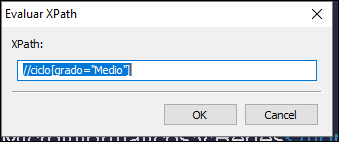 Evaluar XPath
XPath:
//ciclo[grado="Medio"]
OK
Cancel